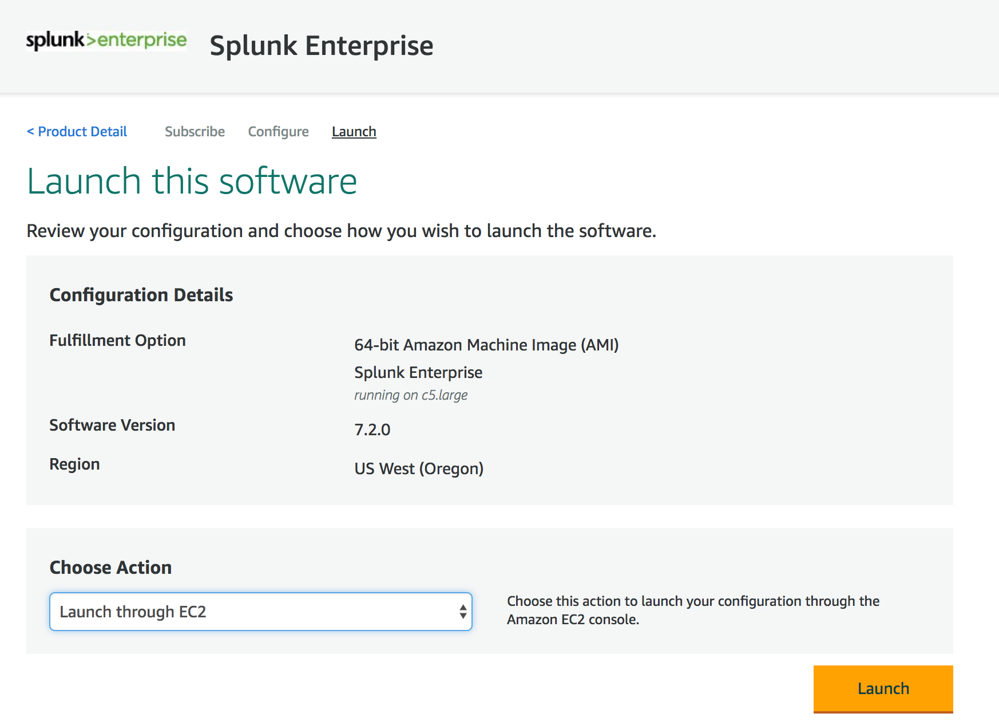 splunk>enterprise
Splunk Enterprise
< Product Detail Subscribe Configure Launch
Launch this software
Review your configuration and choose how you wish to launch the software.
Configuration Details
Fulfillment Option
64-bit Amazon Machine Image (AMI)
Splunk Enterprise
running on c5.large
Software Version
7.2.0
Region
US West (Oregon)
Choose Action
Launch through EC2
Choose this action to launch your configuration through the
Amazon EC2 console.
Launch